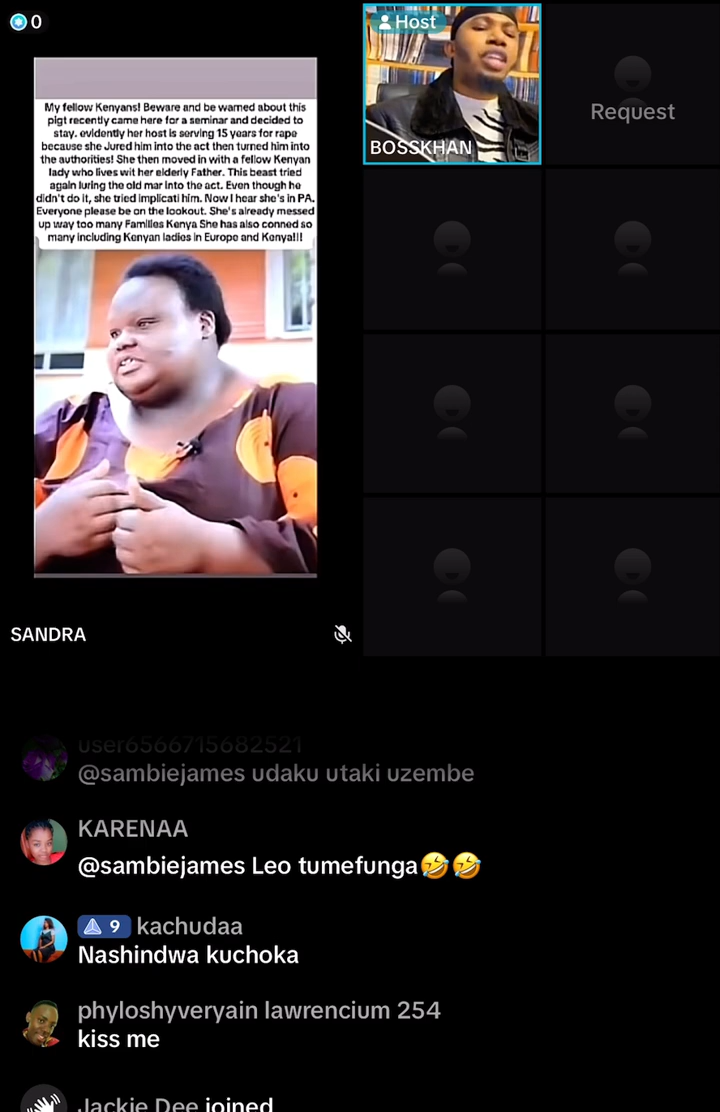 0
My fellow Kenyans! Beware and be warned about this
pigt recently came here for a seminar and decided to
stay. evidently her host is serving 15 years for rape
because she Jured him into the act then turned him into
the authorities! She then moved in with a fellow Kenyan
lady who lives wit her elderly Father. This beast tried
again luring the old mar into the act. Even though he
didn't do it, she tried implicati him. Now I hear she's in PA.
Everyone please be on the lookout. She's already messed
up way too many Families Kenya She has also conned so
many including Kenyan ladies in Europe and Kenya!!!
SANDRA
Host
BOSSKHAN
Request
user6566715682521
@sambiejames udaku utaki uzembe
KARENAA
@sambiejames Leo tumefunga🤣🤣
9 kachudaa
Nashindwa kuchoka
phyloshyveryain lawrencium 254
kiss me
Jackie Dee joined